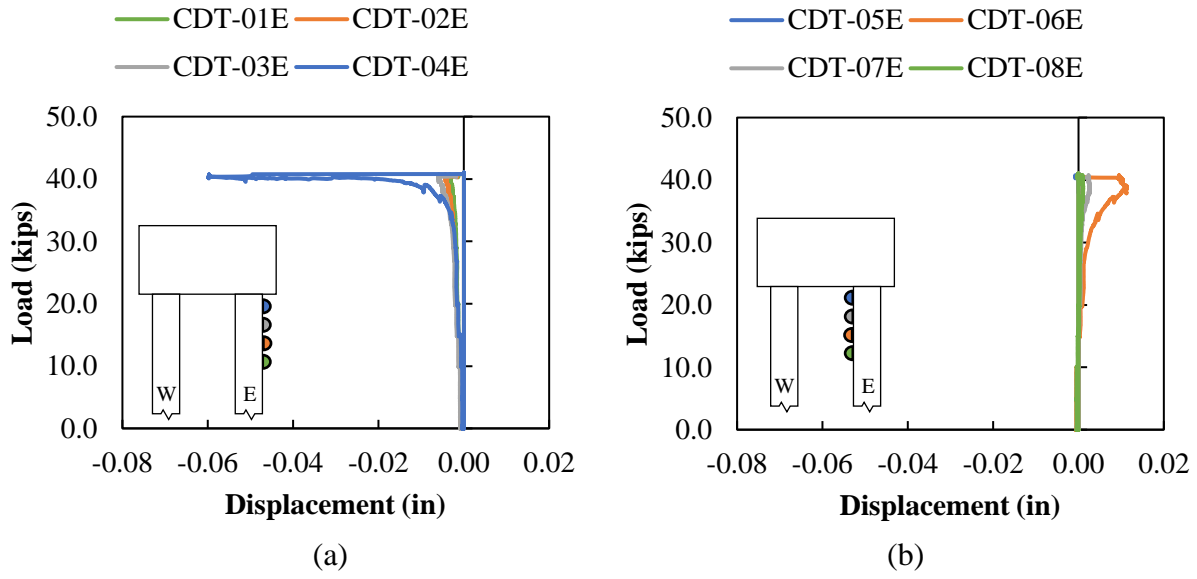 CDT-01E CDT-02E
CDT-03E CDT-04E
50.0
40.0
30.0
20.0
10.0
0.0
Load (kips)
W E
-0.08 -0.06 -0.04 -0.02 0.00 0.02
Displacement (in)
(a)
CDT-05E CDT-06E
CDT-07E CDT-08E
50.0
40.0
30.0
20.0
10.0
0.0
Load (kips)
W E
-0.08 -0.06 -0.04 -0.02 0.00 0.02
Displacement (in)
(b)